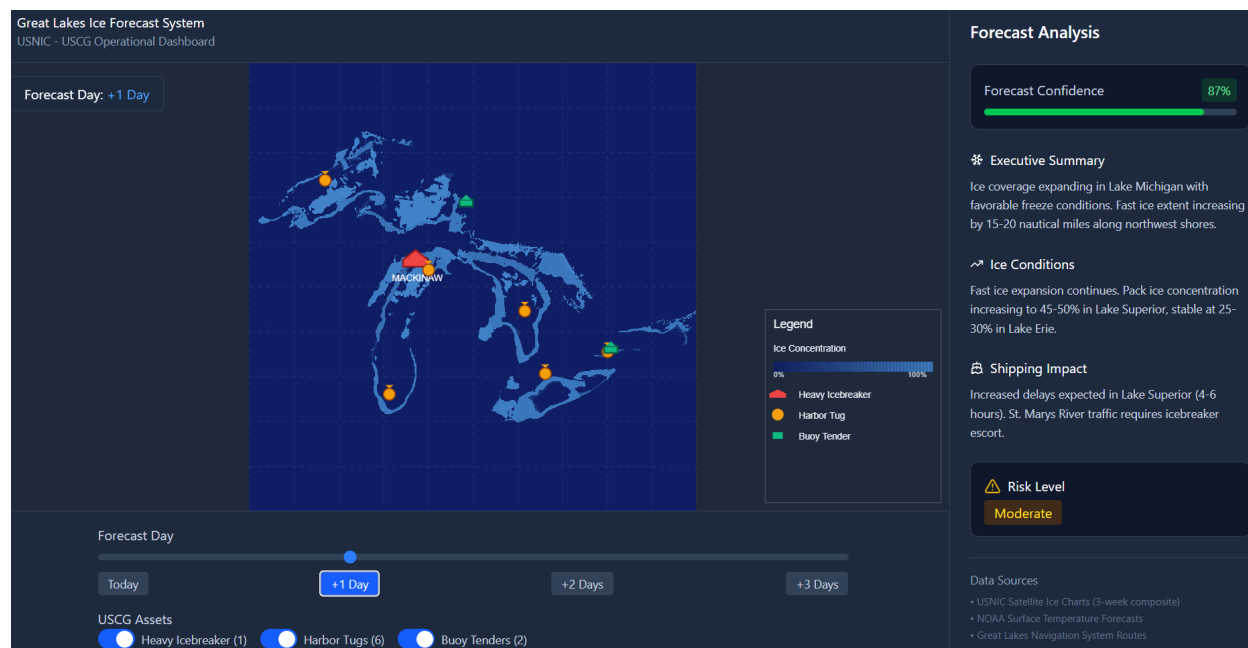 Great Lakes Ice Forecast System
USNIC - USCG Operational Dashboard
Forecast Day: +1 Day
MACKINAW
Legend
Ice Concentration
0% 100%
Heavy Icebreaker
Harbor Tug
Buoy Tender
Forecast Day
Today +1 Day +2 Days +3 Days
USCG Assets
Heavy Icebreaker (1) Harbor Tugs (6) Buoy Tenders (2)
Forecast Analysis
Forecast Confidence 87%
Executive Summary
Ice coverage expanding in Lake Michigan with
favorable freeze conditions. Fast ice extent increasing
by 15-20 nautical miles along northwest shores.
Ice Conditions
Fast ice expansion continues. Pack ice concentration
increasing to 45-50% in Lake Superior, stable at 25-
30% in Lake Erie.
Shipping Impact
Increased delays expected in Lake Superior (4-6
hours). St. Marys River traffic requires icebreaker
escort.
Risk Level
Moderate
Data Sources
• USNIC Satellite Ice Charts (3-week composite)
• NOAA Surface Temperature Forecasts
• Great Lakes Navigation System Routes